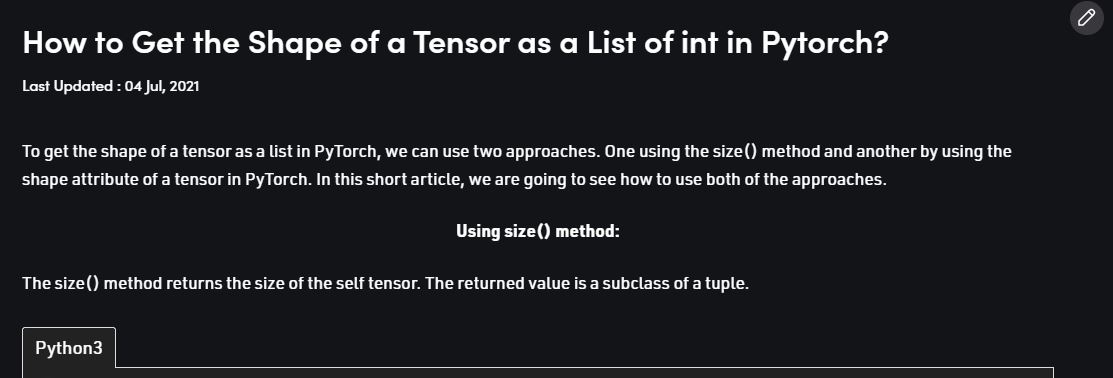 How to Get the Shape of a Tensor as a List of int in Pytorch?
Last Updated : 04 Jul, 2021
To get the shape of a tensor as a list in PyTorch, we can use two approaches. One using the size() method and another by using the
shape attribute of a tensor in PyTorch. In this short article, we are going to see how to use both of the approaches.
Using size() method:
The size() method returns the size of the self tensor. The returned value is a subclass of a tuple.
Python3